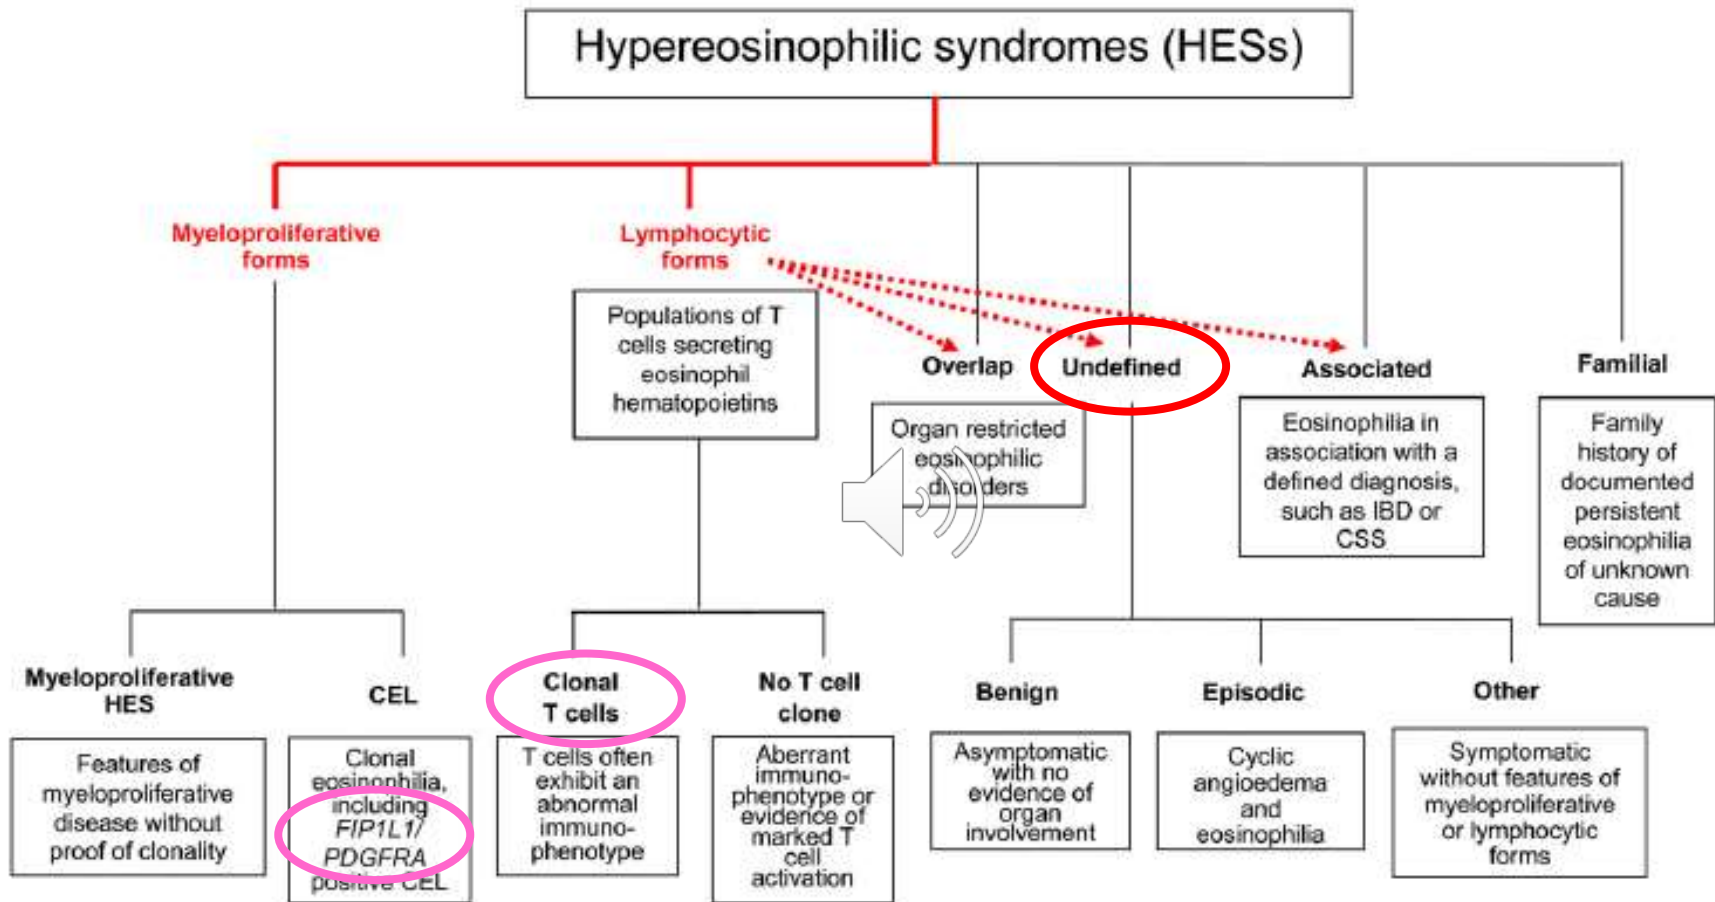 Hypereosinophilic syndromes (HESs)
Myeloproliferative
forms
Lymphocytic
forms
Populations of T
cells secreting
eosinophil
hematopoietins
Overlap
Organ restricted
eosinophilic
disorders
Undefined
Associated
Eosinophilia in
association with a
defined diagnosis,
such as IBD or
CSS
Familial
Family
history of
documented
persistent
eosinophilia
of unknown
cause
Myeloproliferative
HES
Features of
myeloproliferative
disease without
proof of clonality
CEL
Clonal
eosinophilia,
including
FIP1L1/
PDGFRA
positive CEL
Clonal
T cells
T cells often
exhibit an
abnormal
immuno-
phenotype
No T cell
clone
Aberrant
immuno-
phenotype or
evidence of
marked T
cell
activation
Benign
Asymptomatic
with no
evidence of
organ
involvement
Episodic
Cyclic
angioedema
and
eosinophilia
Other
Symptomatic
without features of
myeloproliferative
or lymphocytic
forms